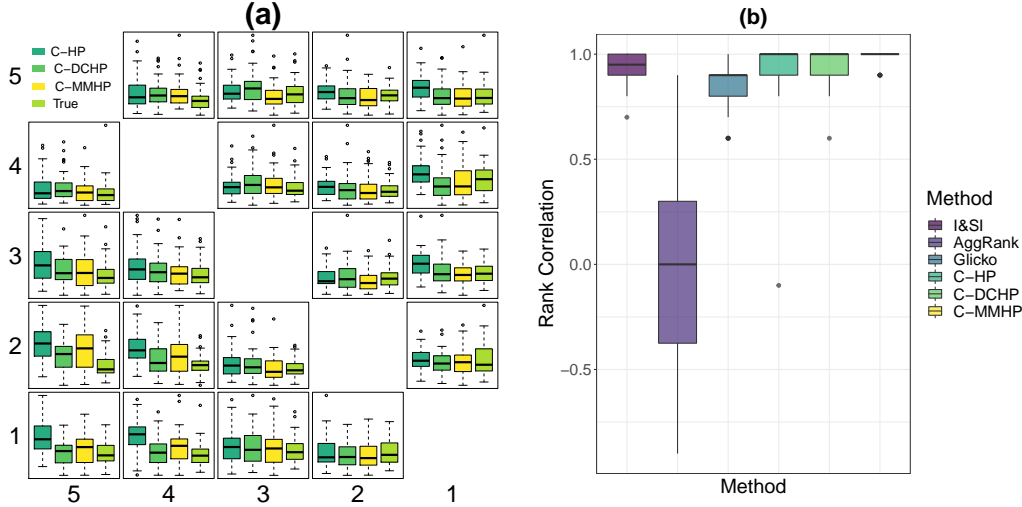 (a)
C-HP
C-DCHP
C-MMHP
True
5
4
3
2
1
5 4 3 2 1
(b)
Rank Correlation
1.0
0.5
0.0
-0.5
Method
Method
I&SI
AggRank
Glicko
C-HP
C-DCHP
C-MMHP